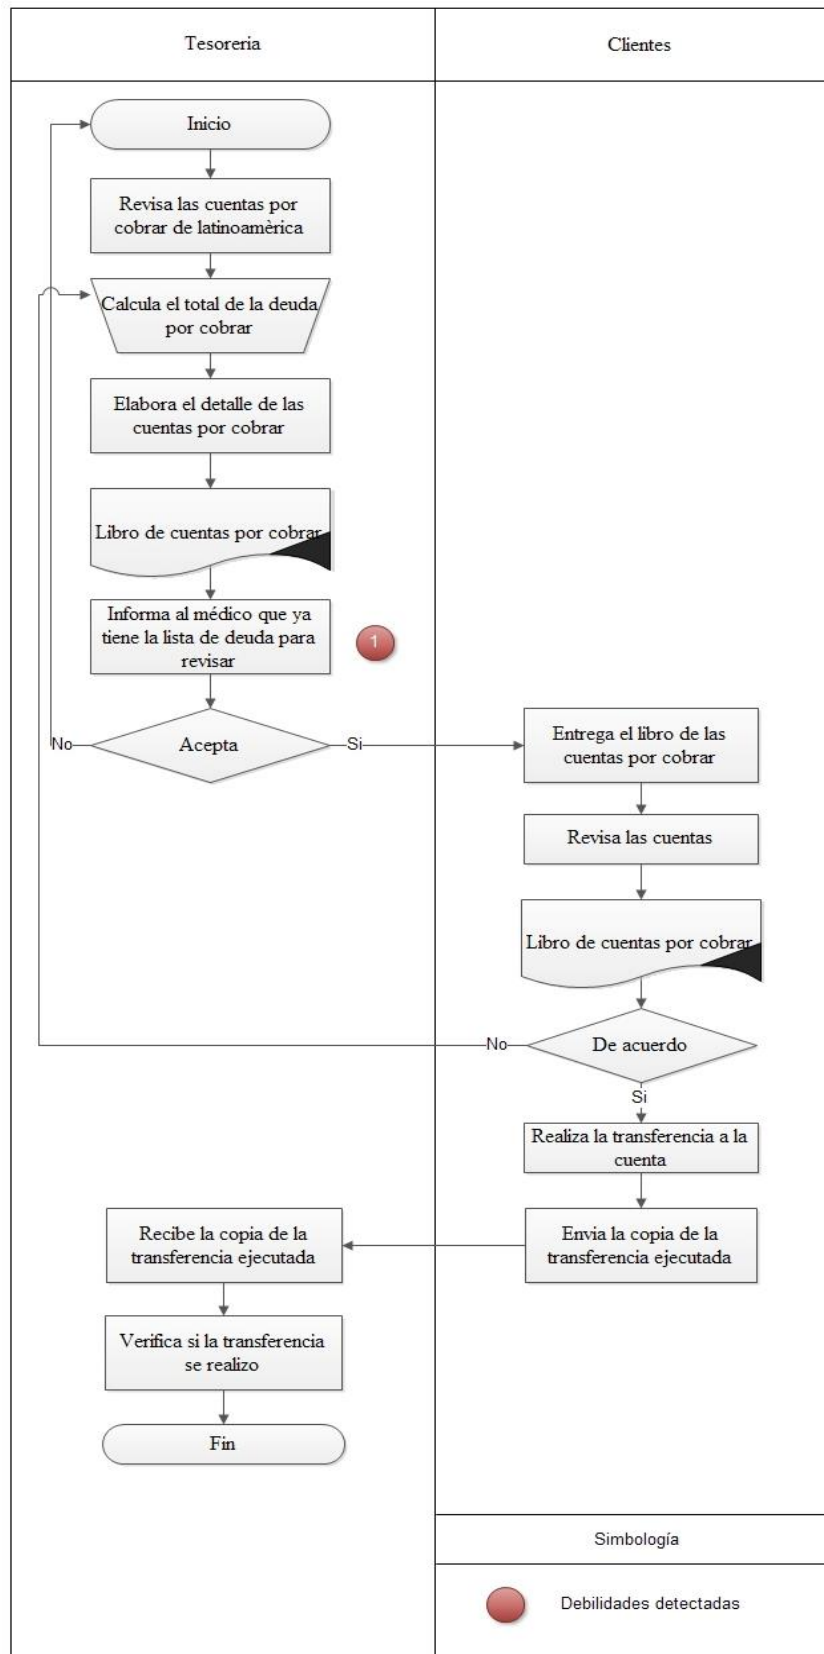 Tesoreria
Clientes
Inicio
Revisa las cuentas por
cobrar de latinoamèrica
Calcula el total de la deuda
por cobrar
Elabora el detalle de las
cuentas por cobrar
Libro de cuentas por cobrar
Informa al médico que ya
tiene la lista de deuda para
revisar
1
No
Acepta
Si
Entrega el libro de las
cuentas por cobrar
Revisa las cuentas
Libro de cuentas por cobrar
No
De acuerdo
Si
Realiza la transferencia a la
cuenta
Envia la copia de la
transferencia ejecutada
Recibe la copia de la
transferencia ejecutada
Verifica si la transferencia
se realizo
Fin
Simbología
Debilidades detectadas